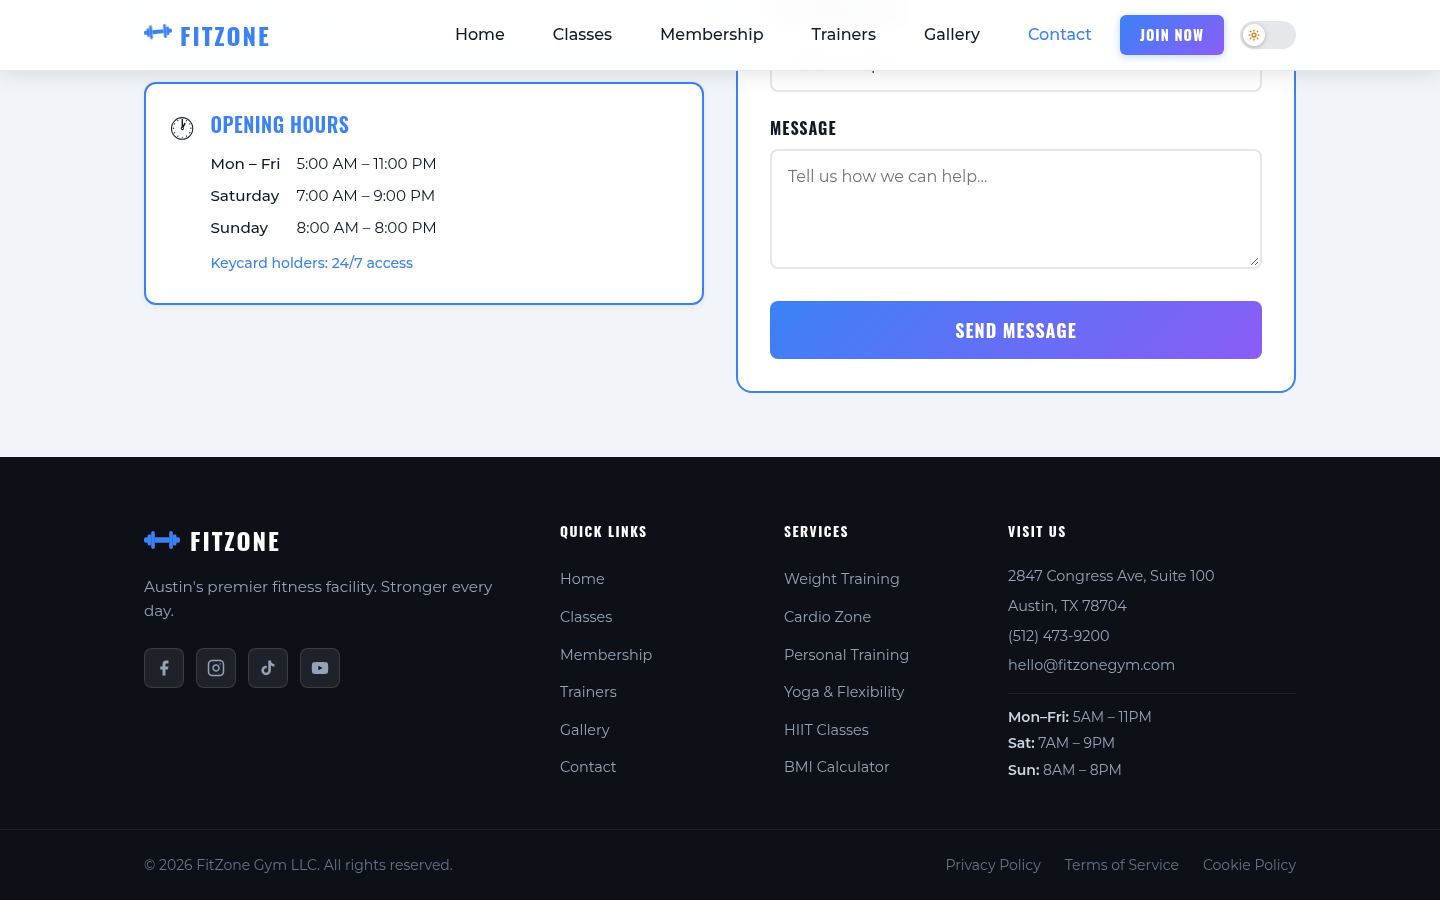 FITZONE
Home Classes Membership Trainers Gallery Contact JOIN NOW
OPENING HOURS
Mon – Fri 5:00 AM – 11:00 PM
Saturday 7:00 AM – 9:00 PM
Sunday 8:00 AM – 8:00 PM
Keycard holders: 24/7 access
MESSAGE
Tell us how we can help...
SEND MESSAGE
FITZONE
Austin's premier fitness facility. Stronger every
day.
QUICK LINKS
Home
Classes
Membership
Trainers
Gallery
Contact
SERVICES
Weight Training
Cardio Zone
Personal Training
Yoga & Flexibility
HIIT Classes
BMI Calculator
VISIT US
2847 Congress Ave, Suite 100
Austin, TX 78704
(512) 473-9200
hello@fitzonegym.com
Mon–Fri: 5AM – 11PM
Sat: 7AM – 9PM
Sun: 8AM – 8PM
© 2026 FitZone Gym LLC. All rights reserved.
Privacy Policy Terms of Service Cookie Policy